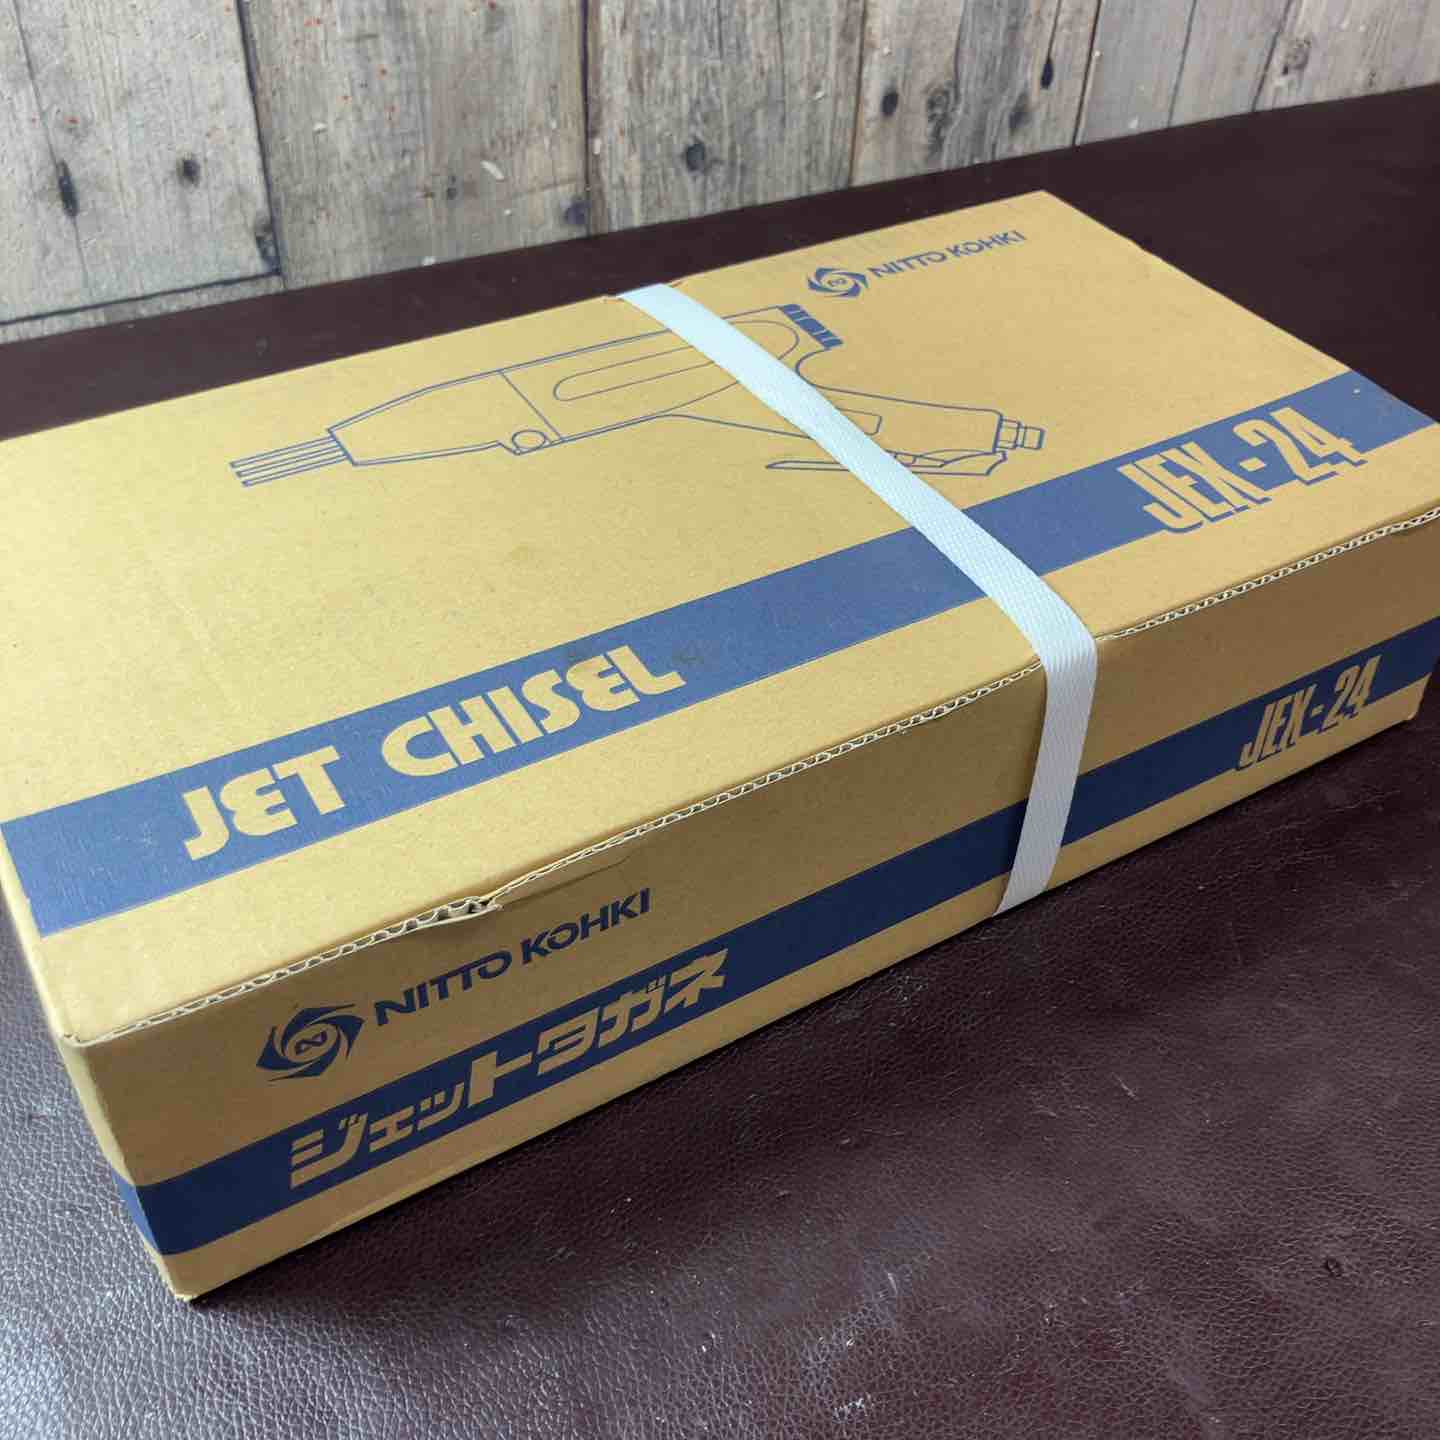 NITTO KOHKI
JEX-24
JET CHISEL
JEX-24
NITTO KOHKI
ジェットタガネ